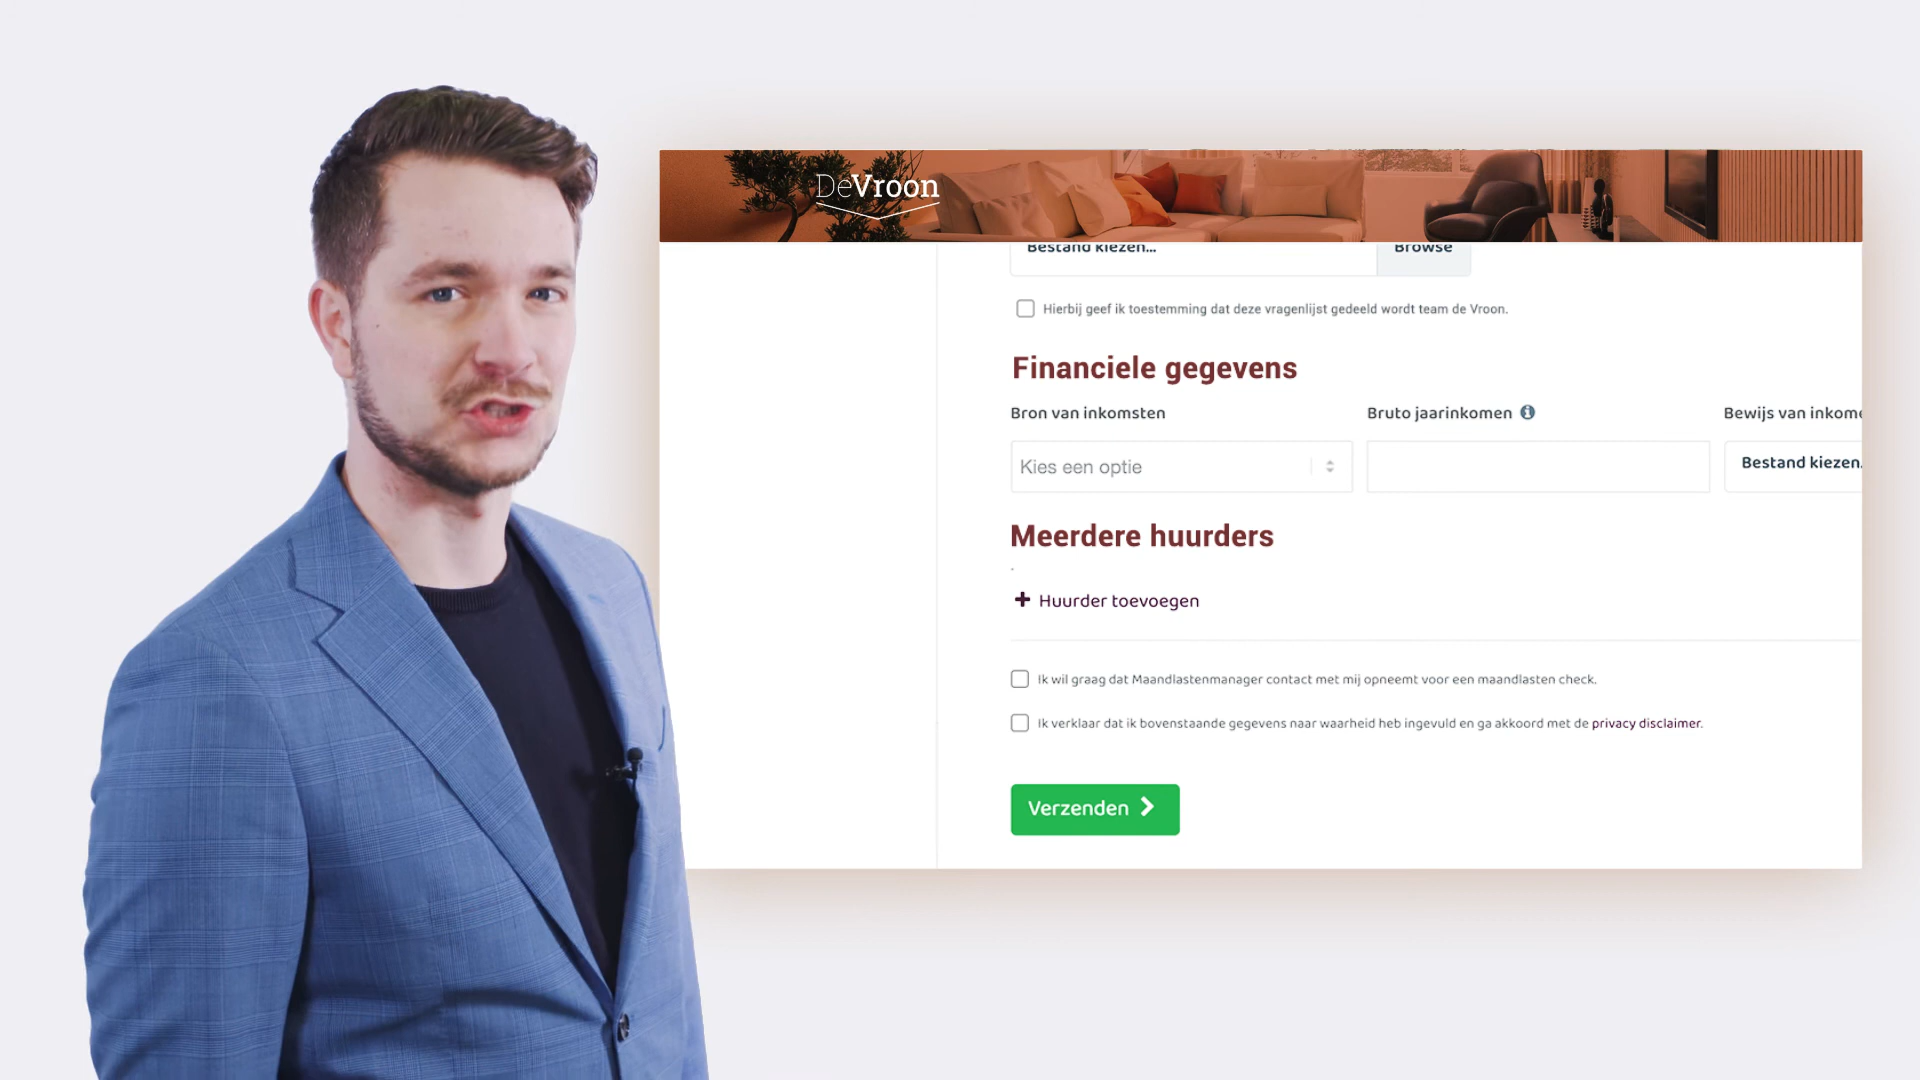 DeVroon
Bestand kiezen... Browse
Hierbij geef ik toestemming dat deze vragenlijst gedeeld wordt team de Vroon.
Financiele gegevens
Bron van inkomsten Bruto jaarinkomen Bewijs van inkome
Kies een optie Bestand kiezen.
Meerdere huurders
.
+ Huurder toevoegen
Ik wil graag dat Maandlastenmanager contact met mij opneemt voor een maandlasten check.
Ik verklaar dat ik bovenstaande gegevens naar waarheid heb ingevuld en ga akkoord met de privacy disclaimer.
Verzenden